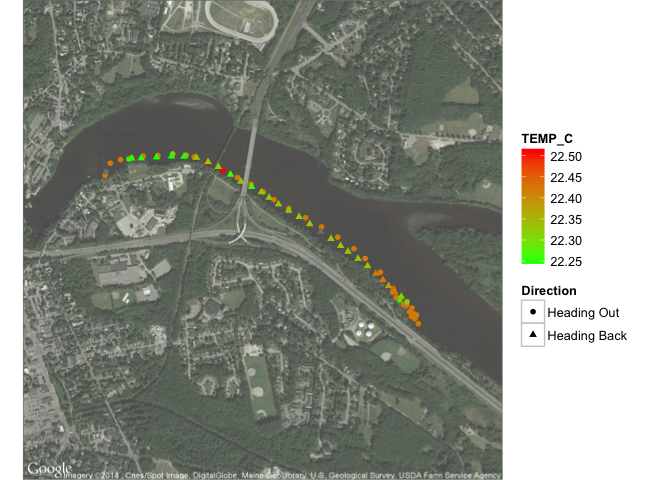 TEMP_C
22.50
22.45
22.40
22.35
22.30
22.25
Direction
Heading Out
Heading Back
Google
Imagery ©2014 , Cnes/Spot Image, DigitalGlobe, Maine GeoLibrary, U.S. Geological Survey, USDA Farm Service Agency